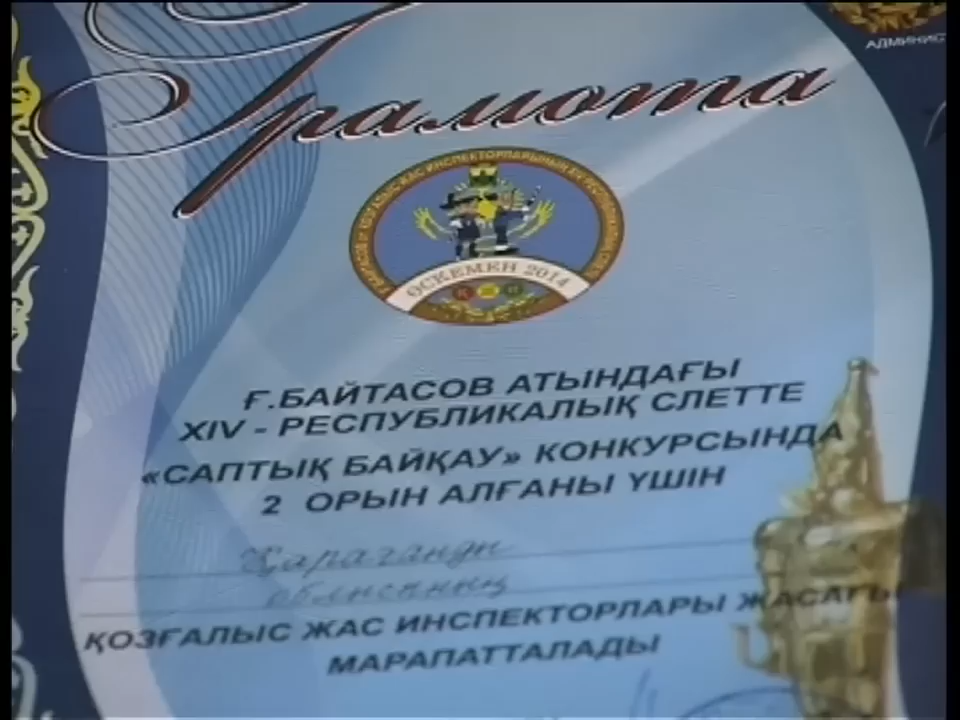 АДМИНИС
Грамота
ӨСКЕМЕН 2014
Ғ.БАЙТАСОВ АТЫНДАҒЫ
XIV - РЕСПУБЛИКАЛЫҚ СЛЕТТЕ
«САПТЫҚ БАЙҚАУ» КОНКУРСЫНДА
2 ОРЫН АЛҒАНЫ ҮШІН
Қарағанды
облысының
ҚОЗҒАЛЫС ЖАС ИНСПЕКТОРЛАРЫ ЖАСАҒЫ
МАРАПАТТАЛАДЫ